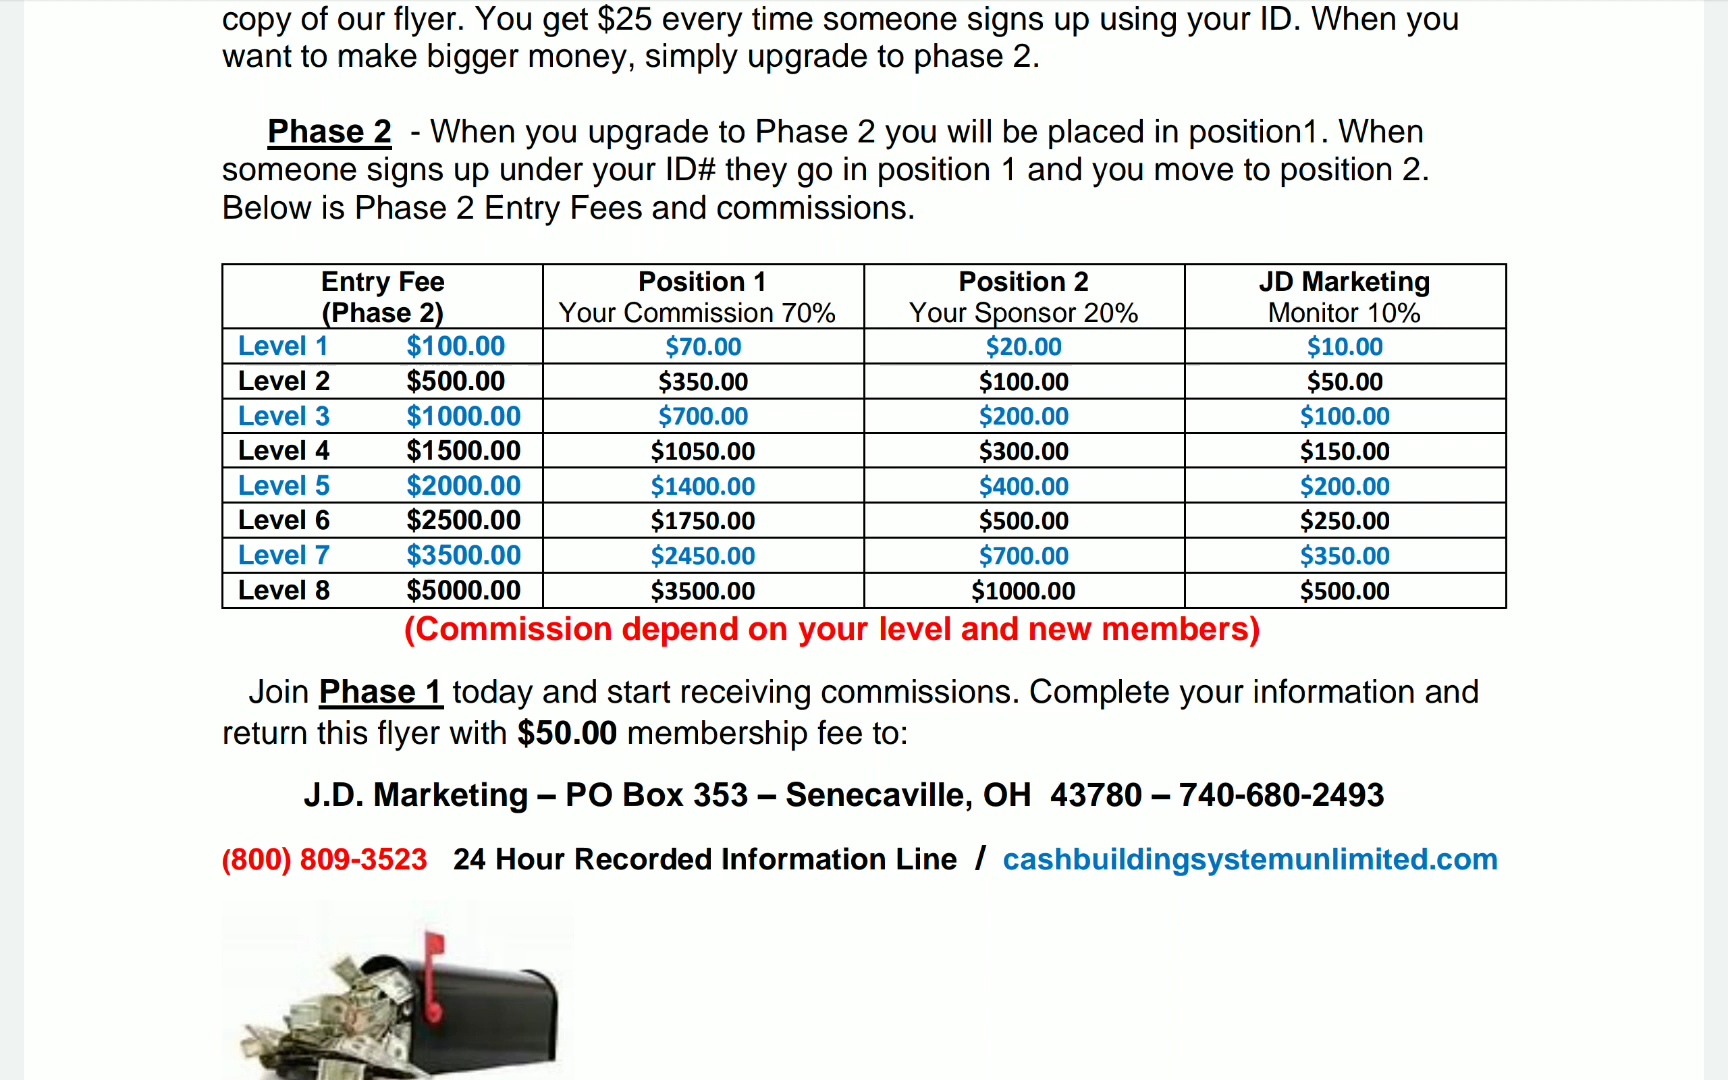 copy of our flyer. You get $25 every time someone signs up using your ID. When you
want to make bigger money, simply upgrade to phase 2.
Phase 2 - When you upgrade to Phase 2 you will be placed in position1. When
someone signs up under your ID# they go in position 1 and you move to position 2.
Below is Phase 2 Entry Fees and commissions.
Entry Fee Position 1 Position 2 JD Marketing
(Phase 2) Your Commission 70% Your Sponsor 20% Monitor 10%
Level 1 $100.00 $70.00 $20.00 $10.00
Level 2 $500.00 $350.00 $100.00 $50.00
Level 3 $1000.00 $700.00 $200.00 $100.00
Level 4 $1500.00 $1050.00 $300.00 $150.00
Level 5 $2000.00 $1400.00 $400.00 $200.00
Level 6 $2500.00 $1750.00 $500.00 $250.00
Level 7 $3500.00 $2450.00 $700.00 $350.00
Level 8 $5000.00 $3500.00 $1000.00 $500.00
(Commission depend on your level and new members)
Join Phase 1 today and start receiving commissions. Complete your information and
return this flyer with $50.00 membership fee to:
J.D. Marketing – PO Box 353 – Senecaville, OH 43780 – 740-680-2493
(800) 809-3523 24 Hour Recorded Information Line / cashbuildingsystemunlimited.com